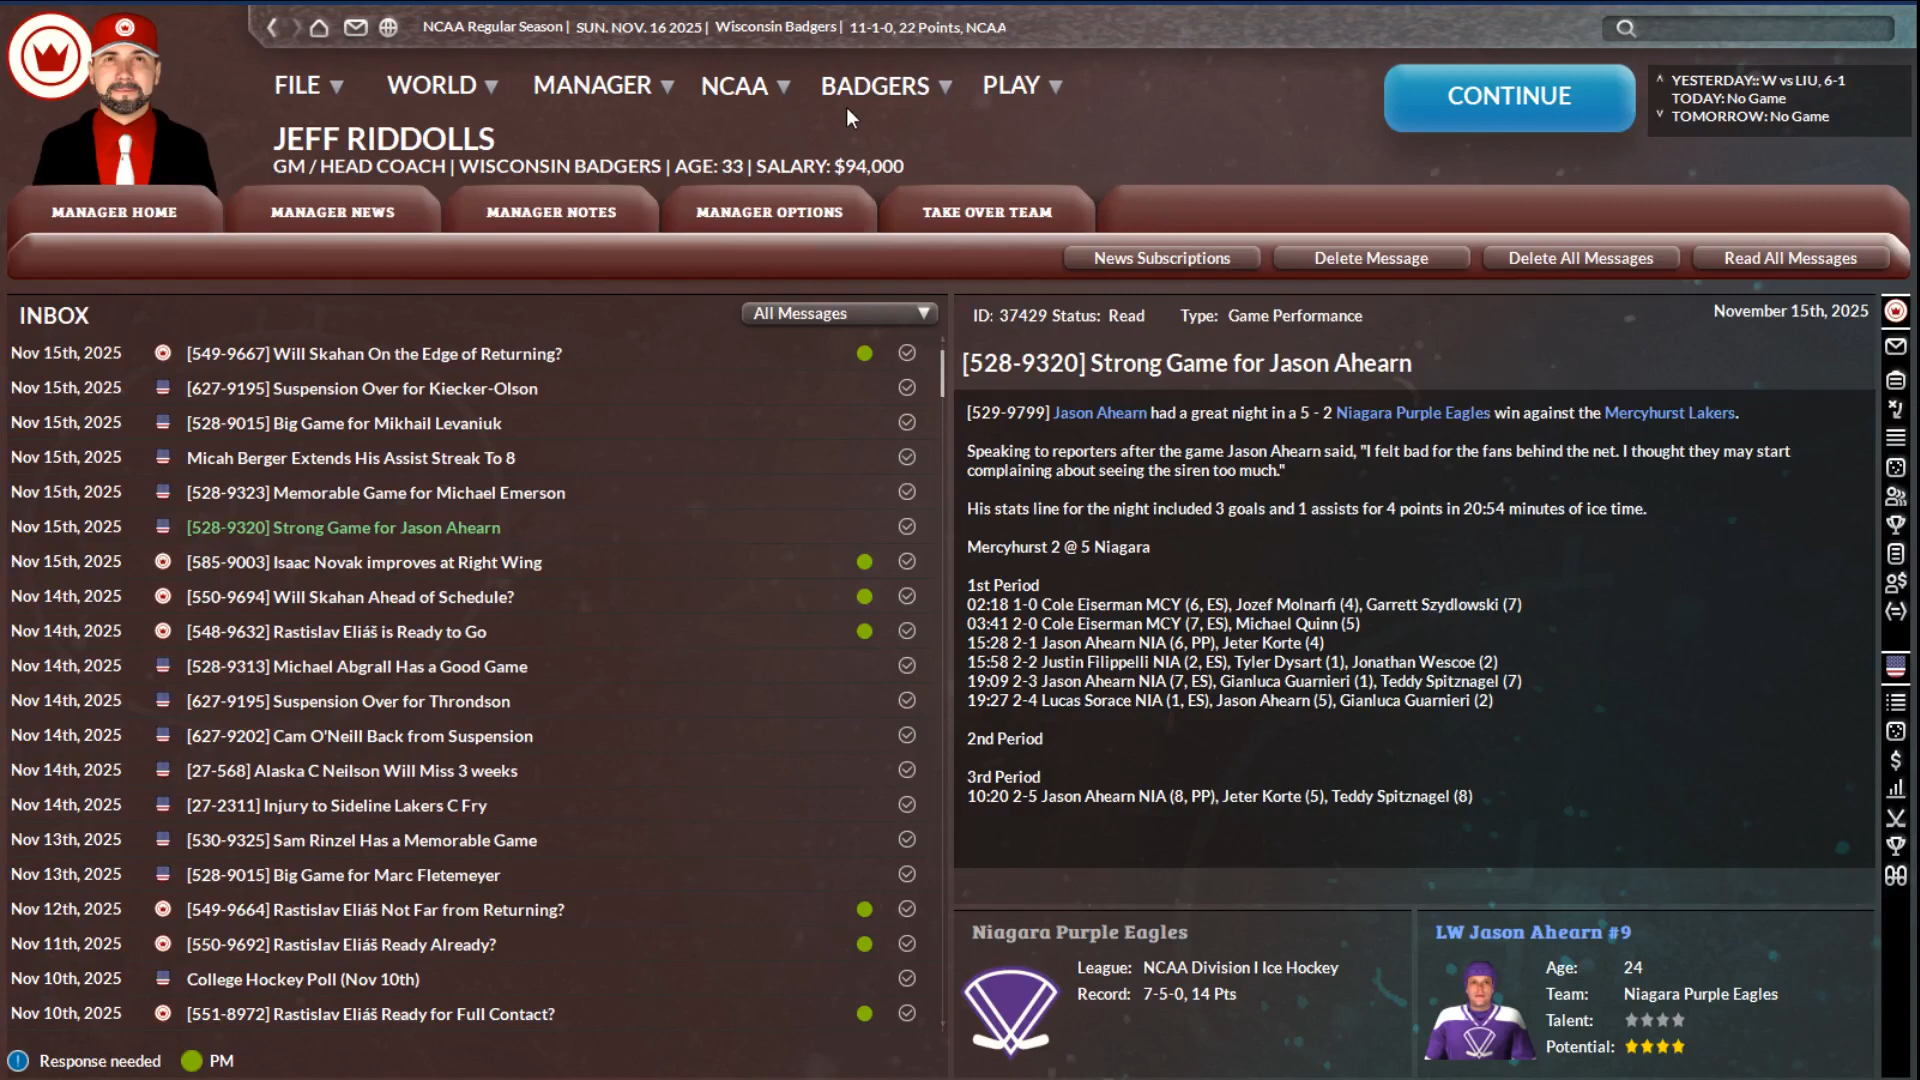 NCAA Regular Season | SUN. NOV. 16 2025 | Wisconsin Badgers | 11-1-0, 22 Points, NCAA
FILE WORLD MANAGER NCAA BADGERS PLAY
CONTINUE
YESTERDAY:: W vs LIU, 6-1
TODAY: No Game
TOMORROW: No Game
JEFF RIDDOLLS
GM / HEAD COACH | WISCONSIN BADGERS | AGE: 33 | SALARY: $94,000
MANAGER HOME MANAGER NEWS MANAGER NOTES MANAGER OPTIONS TAKE OVER TEAM
News Subscriptions Delete Message Delete All Messages Read All Messages
INBOX All Messages
Nov 15th, 2025 [549-9667] Will Skahan On the Edge of Returning?
Nov 15th, 2025 [627-9195] Suspension Over for Kiecker-Olson
Nov 15th, 2025 [528-9015] Big Game for Mikhail Levaniuk
Nov 15th, 2025 Micah Berger Extends His Assist Streak To 8
Nov 15th, 2025 [528-9323] Memorable Game for Michael Emerson
Nov 15th, 2025 [528-9320] Strong Game for Jason Ahearn
Nov 15th, 2025 [585-9003] Isaac Novak improves at Right Wing
Nov 14th, 2025 [550-9694] Will Skahan Ahead of Schedule?
Nov 14th, 2025 [548-9632] Rastislav Eliáš is Ready to Go
Nov 14th, 2025 [528-9313] Michael Abgrall Has a Good Game
Nov 14th, 2025 [627-9195] Suspension Over for Throndson
Nov 14th, 2025 [627-9202] Cam O'Neill Back from Suspension
Nov 14th, 2025 [27-568] Alaska C Neilson Will Miss 3 weeks
Nov 14th, 2025 [27-2311] Injury to Sideline Lakers C Fry
Nov 13th, 2025 [530-9325] Sam Rinzel Has a Memorable Game
Nov 13th, 2025 [528-9015] Big Game for Marc Fletemeyer
Nov 12th, 2025 [549-9664] Rastislav Eliáš Not Far from Returning?
Nov 11th, 2025 [550-9692] Rastislav Eliáš Ready Already?
Nov 10th, 2025 College Hockey Poll (Nov 10th)
Nov 10th, 2025 [551-8972] Rastislav Eliáš Ready for Full Contact?
Response needed PM
ID: 37429 Status: Read Type: Game Performance November 15th, 2025
[528-9320] Strong Game for Jason Ahearn
[529-9799] Jason Ahearn had a great night in a 5 - 2 Niagara Purple Eagles win against the Mercyhurst Lakers.
Speaking to reporters after the game Jason Ahearn said, "I felt bad for the fans behind the net. I thought they may start
complaining about seeing the siren too much."
His stats line for the night included 3 goals and 1 assists for 4 points in 20:54 minutes of ice time.
Mercyhurst 2 @ 5 Niagara
1st Period
02:18 1-0 Cole Eiserman MCY (6, ES), Jozef Molnarfi (4), Garrett Szydlowski (7)
03:41 2-0 Cole Eiserman MCY (7, ES), Michael Quinn (5)
15:28 2-1 Jason Ahearn NIA (6, PP), Jeter Korte (4)
15:58 2-2 Justin Filippelli NIA (2, ES), Tyler Dysart (1), Jonathan Wescoe (2)
19:09 2-3 Jason Ahearn NIA (7, ES), Gianluca Guarnieri (1), Teddy Spitznagel (7)
19:27 2-4 Lucas Sorace NIA (1, ES), Jason Ahearn (5), Gianluca Guarnieri (2)
2nd Period
3rd Period
10:20 2-5 Jason Ahearn NIA (8, PP), Jeter Korte (5), Teddy Spitznagel (8)
Niagara Purple Eagles
League: NCAA Division I Ice Hockey
Record: 7-5-0, 14 Pts
LW Jason Ahearn #9
Age: 24
Team: Niagara Purple Eagles
Talent:
Potential: